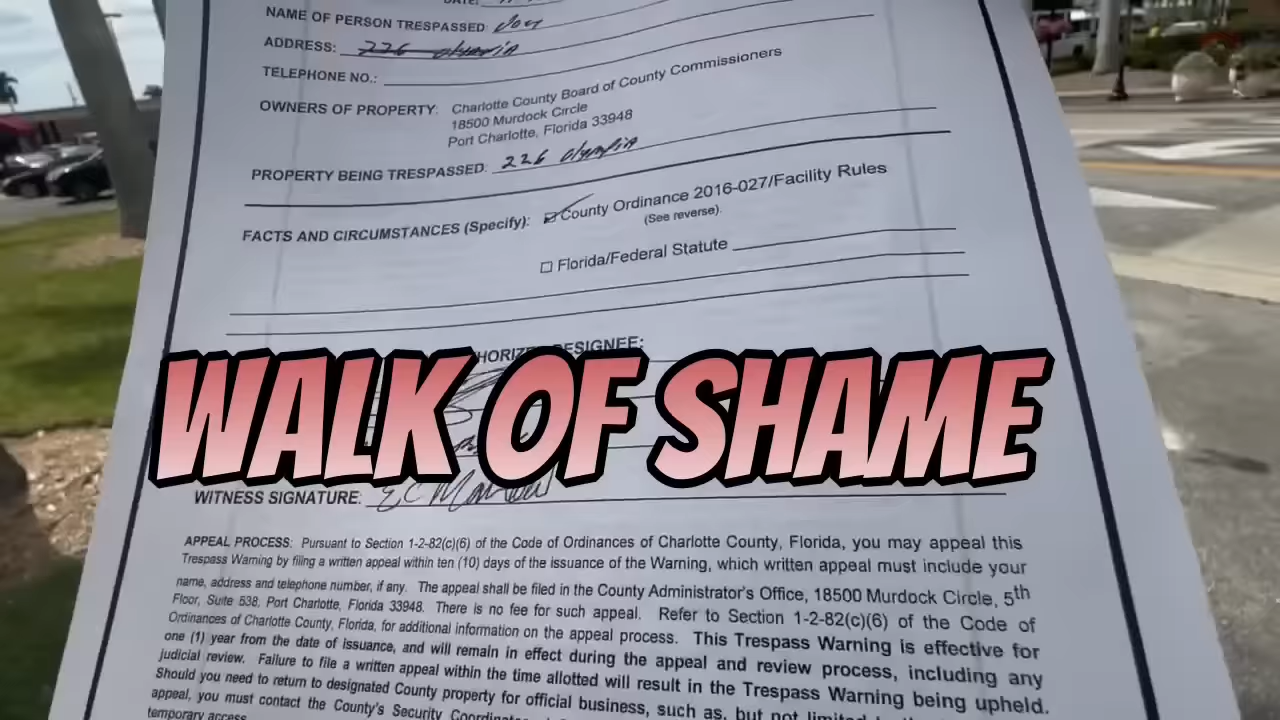 DATE:
NAME OF PERSON TRESPASSED: Joey
ADDRESS: 226 Olympia
TELEPHONE NO.:
OWNERS OF PROPERTY: Charlotte County Board of County Commissioners
18500 Murdock Circle
Port Charlotte, Florida 33948
PROPERTY BEING TRESPASSED: 226 Olympia
FACTS AND CIRCUMSTANCES (Specify): County Ordinance 2016-027/Facility Rules
(See reverse).
Florida/Federal Statute
DESIGNEE:
WALK OF SHAME
WITNESS SIGNATURE:
APPEAL PROCESS: Pursuant to Section 1-2-82(c)(6) of the Code of Ordinances of Charlotte County, Florida, you may appeal this
Trespass Warning by filing a written appeal within ten (10) days of the issuance of the Warning, which written appeal must include your
name, address and telephone number, if any. The appeal shall be filed in the County Administrator's Office, 18500 Murdock Circle, 5th
Floor, Suite 538, Port Charlotte, Florida 33948. There is no fee for such appeal. Refer to Section 1-2-82(c)(6) of the Code of
Ordinances of Charlotte County, Florida, for additional information on the appeal process. This Trespass Warning is effective for
one (1) year from the date of issuance, and will remain in effect during the appeal and review process, including any
judicial review. Failure to file a written appeal within the time allotted will result in the Trespass Warning being upheld.
Should you need to return to designated County property for official business, such as, but not limited
appeal, you must contact the County's Security
temporary access